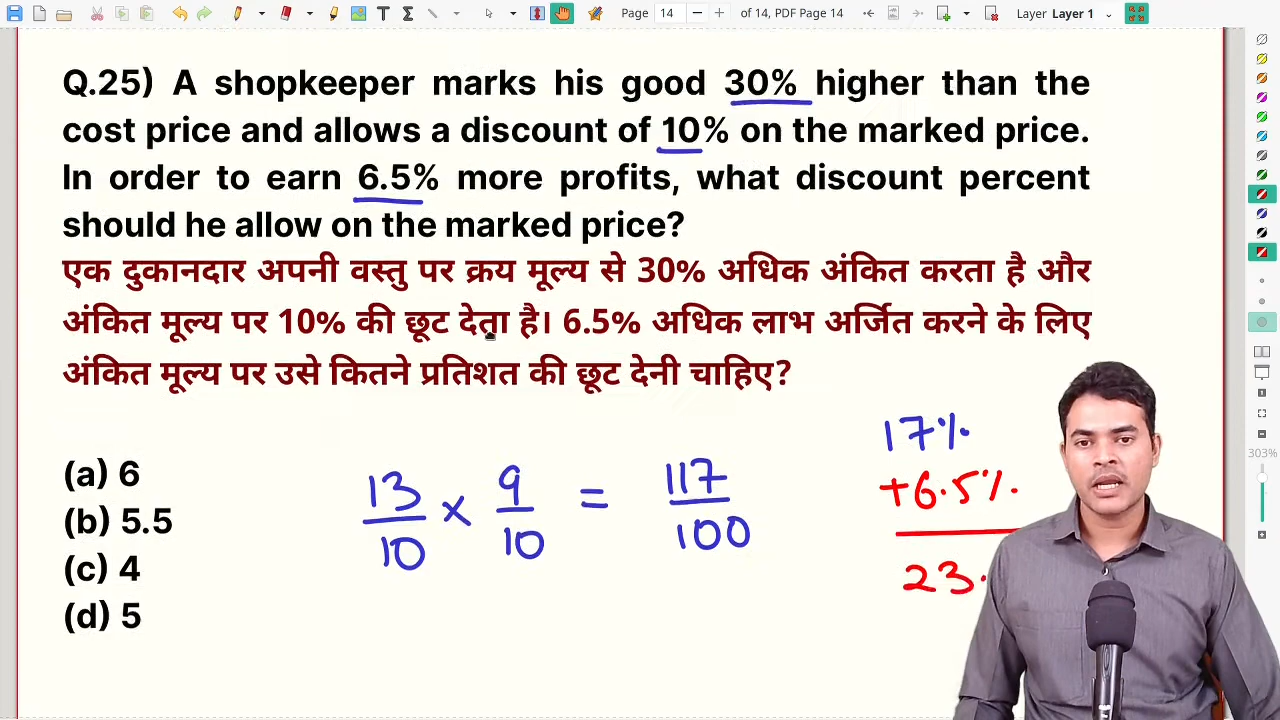 Page 14 of 14, PDF Page 14 Layer Layer 1
Q.25) A shopkeeper marks his good 30% higher than the
cost price and allows a discount of 10% on the marked price.
In order to earn 6.5% more profits, what discount percent
should he allow on the marked price?
एक दुकानदार अपनी वस्तु पर क्रय मूल्य से 30% अधिक अंकित करता है और
अंकित मूल्य पर 10% की छूट देता है। 6.5% अधिक लाभ अर्जित करने के लिए
अंकित मूल्य पर उसे कितने प्रतिशत की छूट देनी चाहिए?
303%
(a) 6
(b) 5.5
(c) 4
(d) 5
13/10 × 9/10 = 117/100
17%
+6.5%
23.